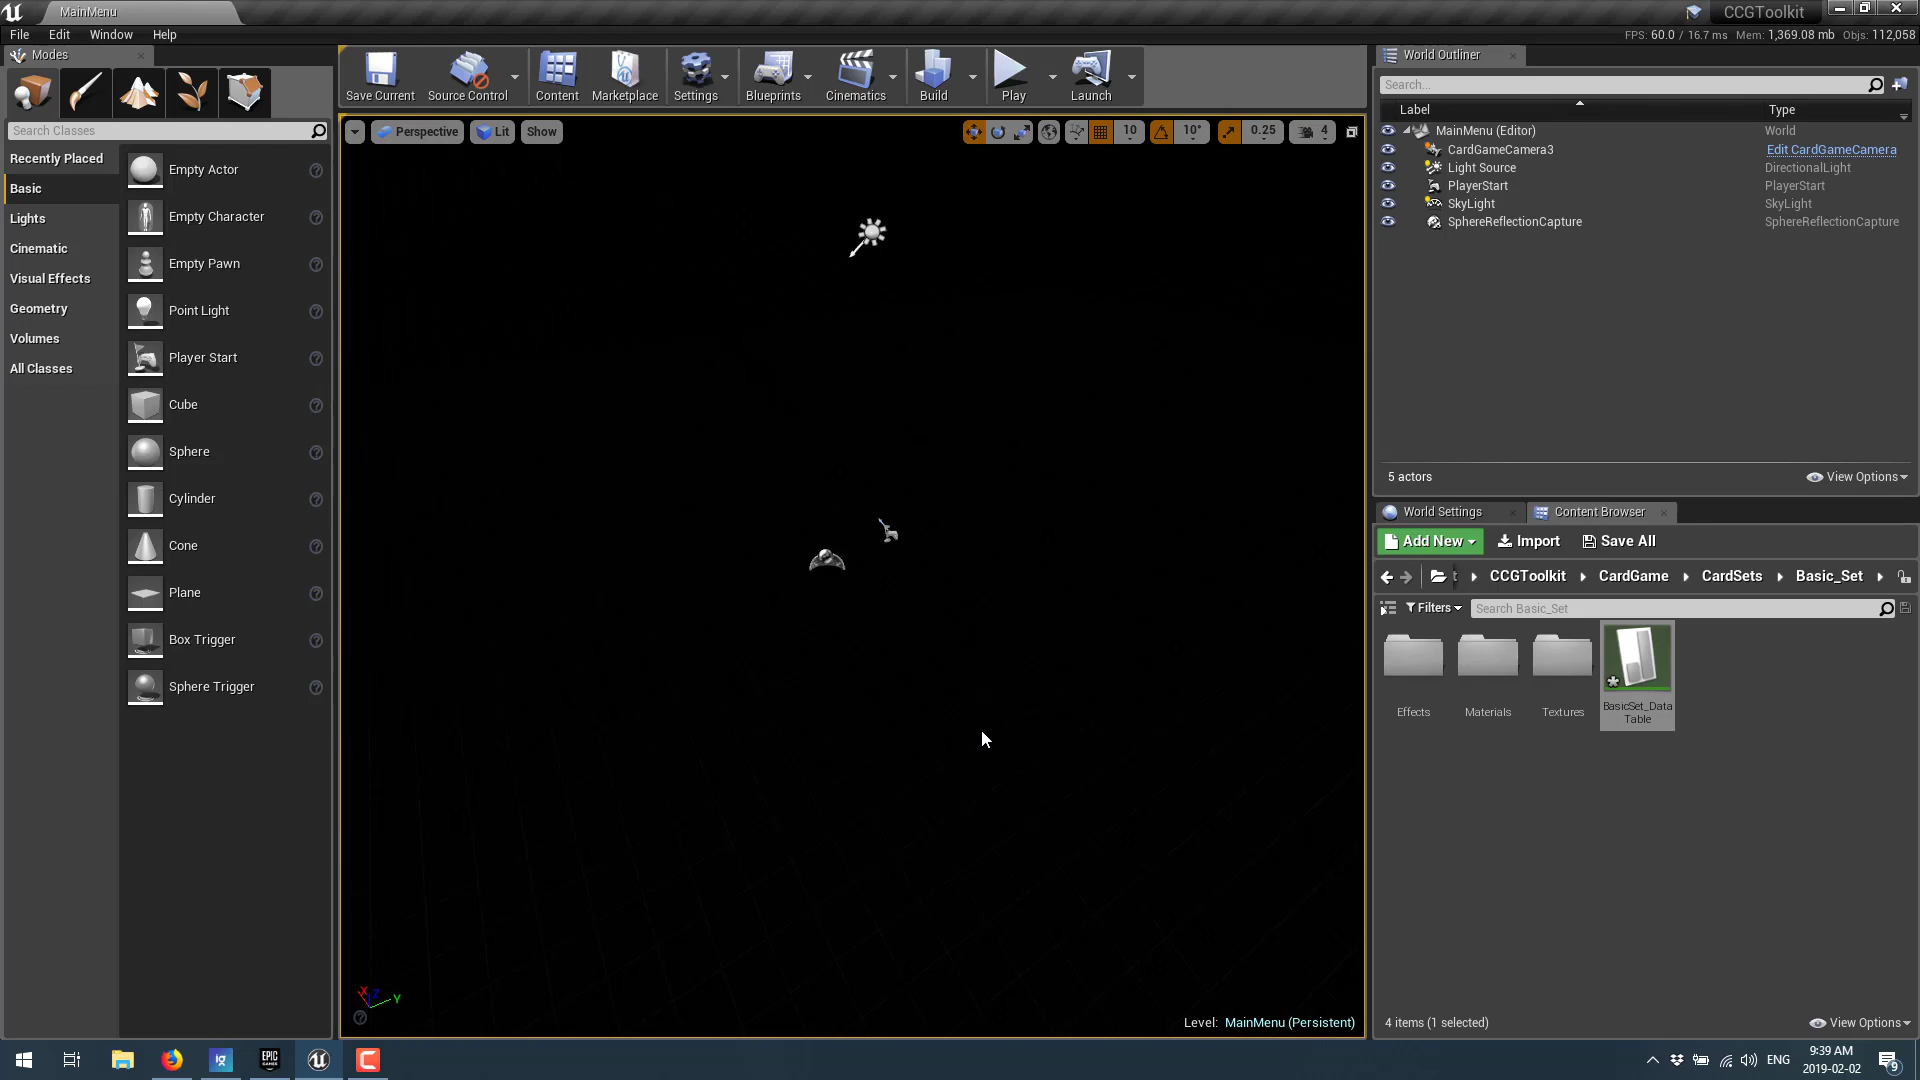 MainMenu
CCGToolkit
File Edit Window Help
FPS: 60.0 / 16.7 ms Mem: 1,369.08 mb Objs: 112,058
Modes
Save Current
Source Control
Content
Marketplace
Settings
Blueprints
Cinematics
Build
Play
Launch
World Outliner
Search...
Search Classes
Perspective
Lit
Show
10
10°
0.25
4
Label
Type
MainMenu (Editor) World
CardGameCamera3 Edit CardGameCamera
Light Source DirectionalLight
PlayerStart PlayerStart
SkyLight SkyLight
SphereReflectionCapture SphereReflectionCapture
5 actors
View Options
Recently Placed
Basic
Lights
Cinematic
Visual Effects
Geometry
Volumes
All Classes
Empty Actor
Empty Character
Empty Pawn
Point Light
Player Start
Cube
Sphere
Cylinder
Cone
Plane
Box Trigger
Sphere Trigger
World Settings
Content Browser
Add New
Import
Save All
t CCGToolkit CardGame CardSets Basic_Set
Filters
Search Basic_Set
Effects
Materials
Textures
BasicSet_Data
Table
X Z Y
Level: MainMenu (Persistent)
4 items (1 selected)
View Options
ig
EPIC
GAMES
ENG
9:39 AM
2019-02-02
9